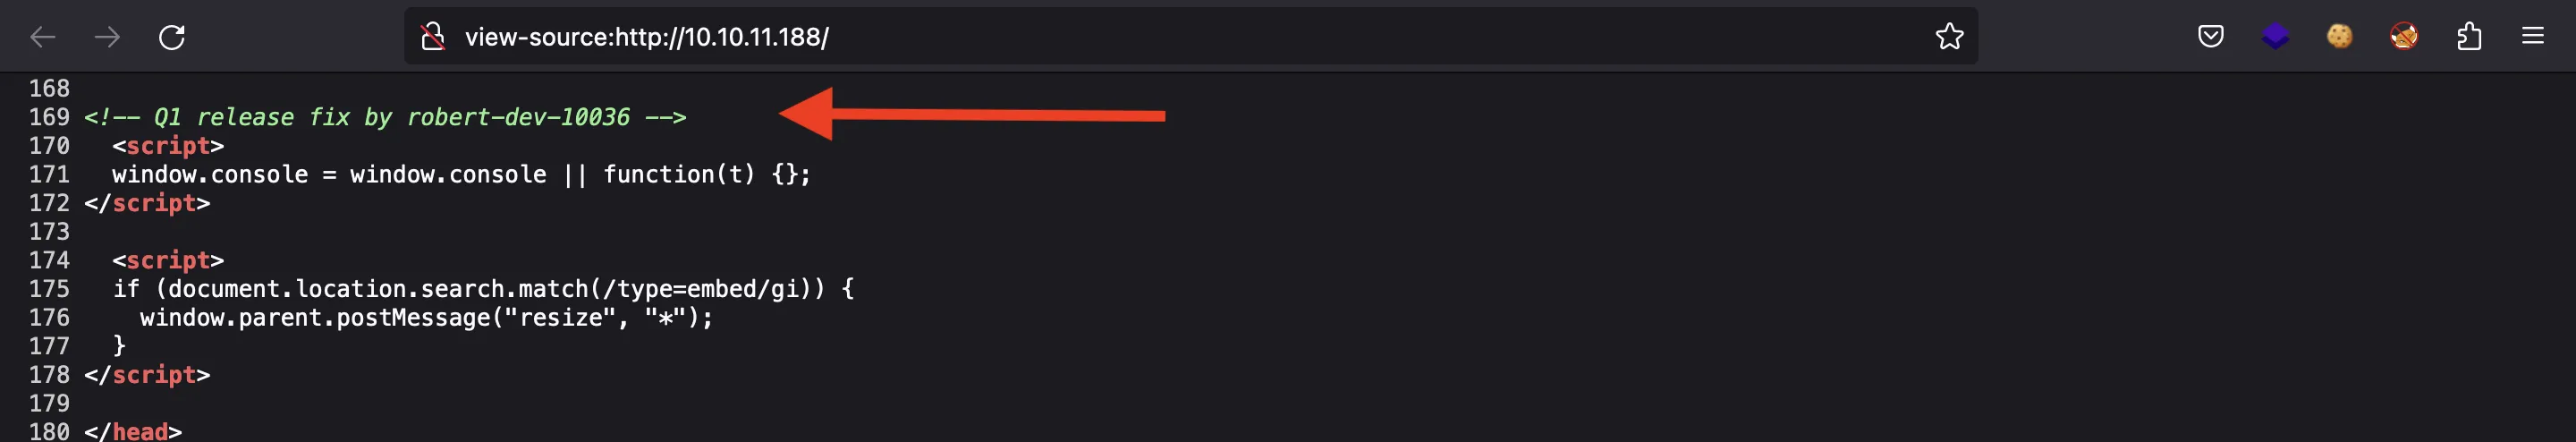 view-source:http://10.10.11.188/
168
169 <!-- Q1 release fix by robert-dev-10036 -->
170   <script>
171   window.console = window.console || function(t) {};
172 </script>
173
174   <script>
175   if (document.location.search.match(/type=embed/gi)) {
176     window.parent.postMessage("resize", "*");
177   }
178 </script>
179
180 </head>